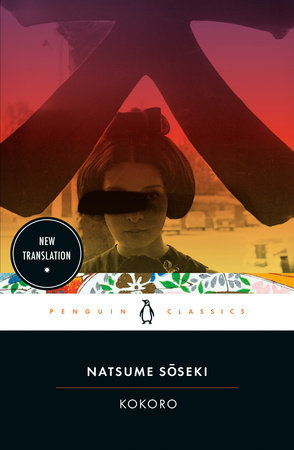 NEW
TRANSLATION
PENGUIN CLASSICS
NATSUME SŌSEKI
KOKORO